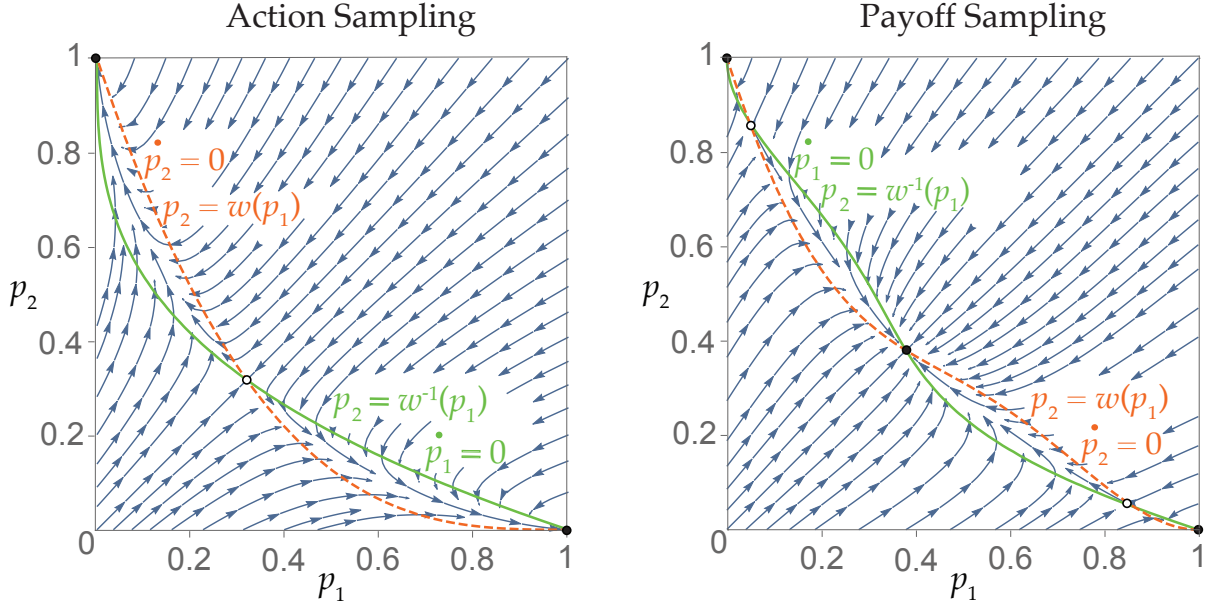 Action Sampling
1
0.8
0.6
0.4
0.2
0
0.2
0.4
0.6
0.8
1
p₂
p₁
ṗ₂ = 0
p₂ = w(p₁)
p₂ = w⁻¹(p₁)
ṗ₁ = 0
Payoff Sampling
1
0.8
0.6
0.4
0.2
0
0.2
0.4
0.6
0.8
1
p₂
p₁
ṗ₁ = 0
p₂ = w⁻¹(p₁)
p₂ = w(p₁)
ṗ₂ = 0